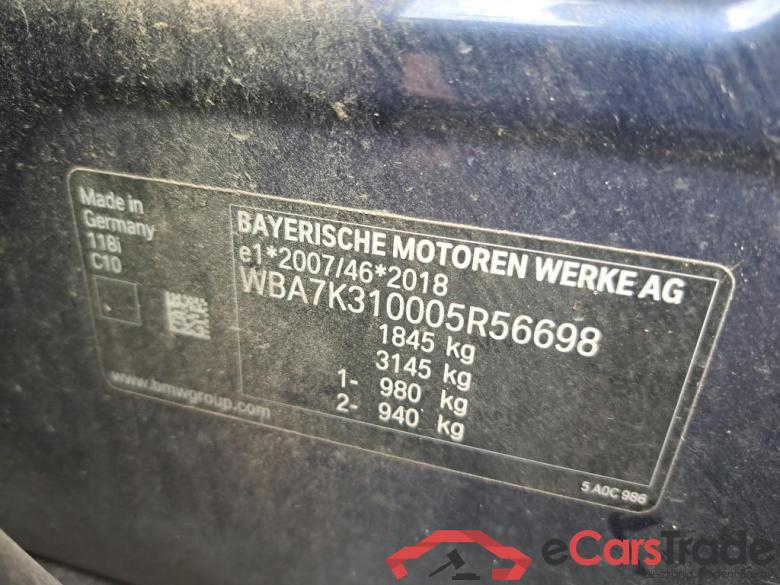 Made in
Germany
118i
C10
www.bmwgroup.com
BAYERISCHE MOTOREN WERKE AG
e1*2007/46*2018
WBA7K310005R56698
1845 kg
3145 kg
1- 980 kg
2- 940 kg
5 A0C 986
eCarsTrade